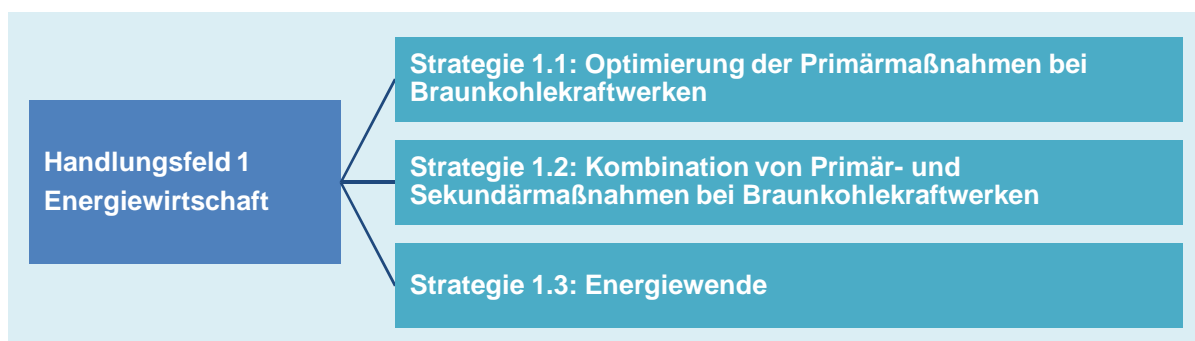 Handlungsfeld 1
Energiewirtschaft
Strategie 1.1: Optimierung der Primärmaßnahmen bei
Braunkohlekraftwerken
Strategie 1.2: Kombination von Primär- und
Sekundärmaßnahmen bei Braunkohlekraftwerken
Strategie 1.3: Energiewende